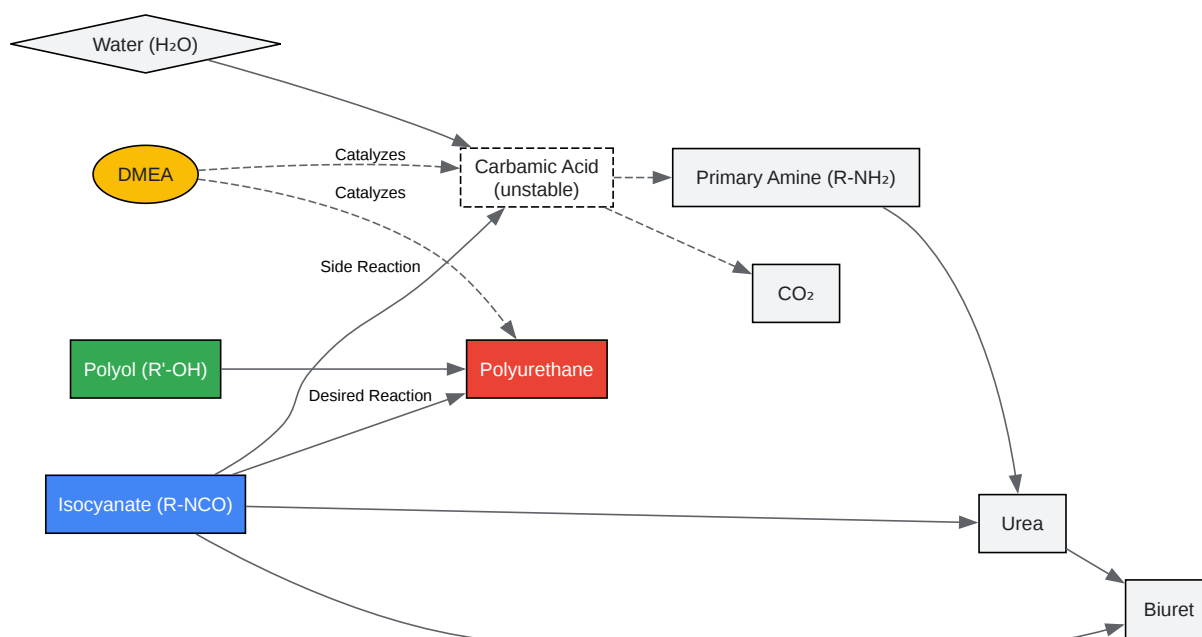 Water (H₂O)
DMEA
Catalyzes
Catalyzes
Carbamic Acid
(unstable)
Primary Amine (R-NH₂)
Side Reaction
CO₂
Polyol (R'-OH)
Polyurethane
Desired Reaction
Isocyanate (R-NCO)
Urea
Biuret